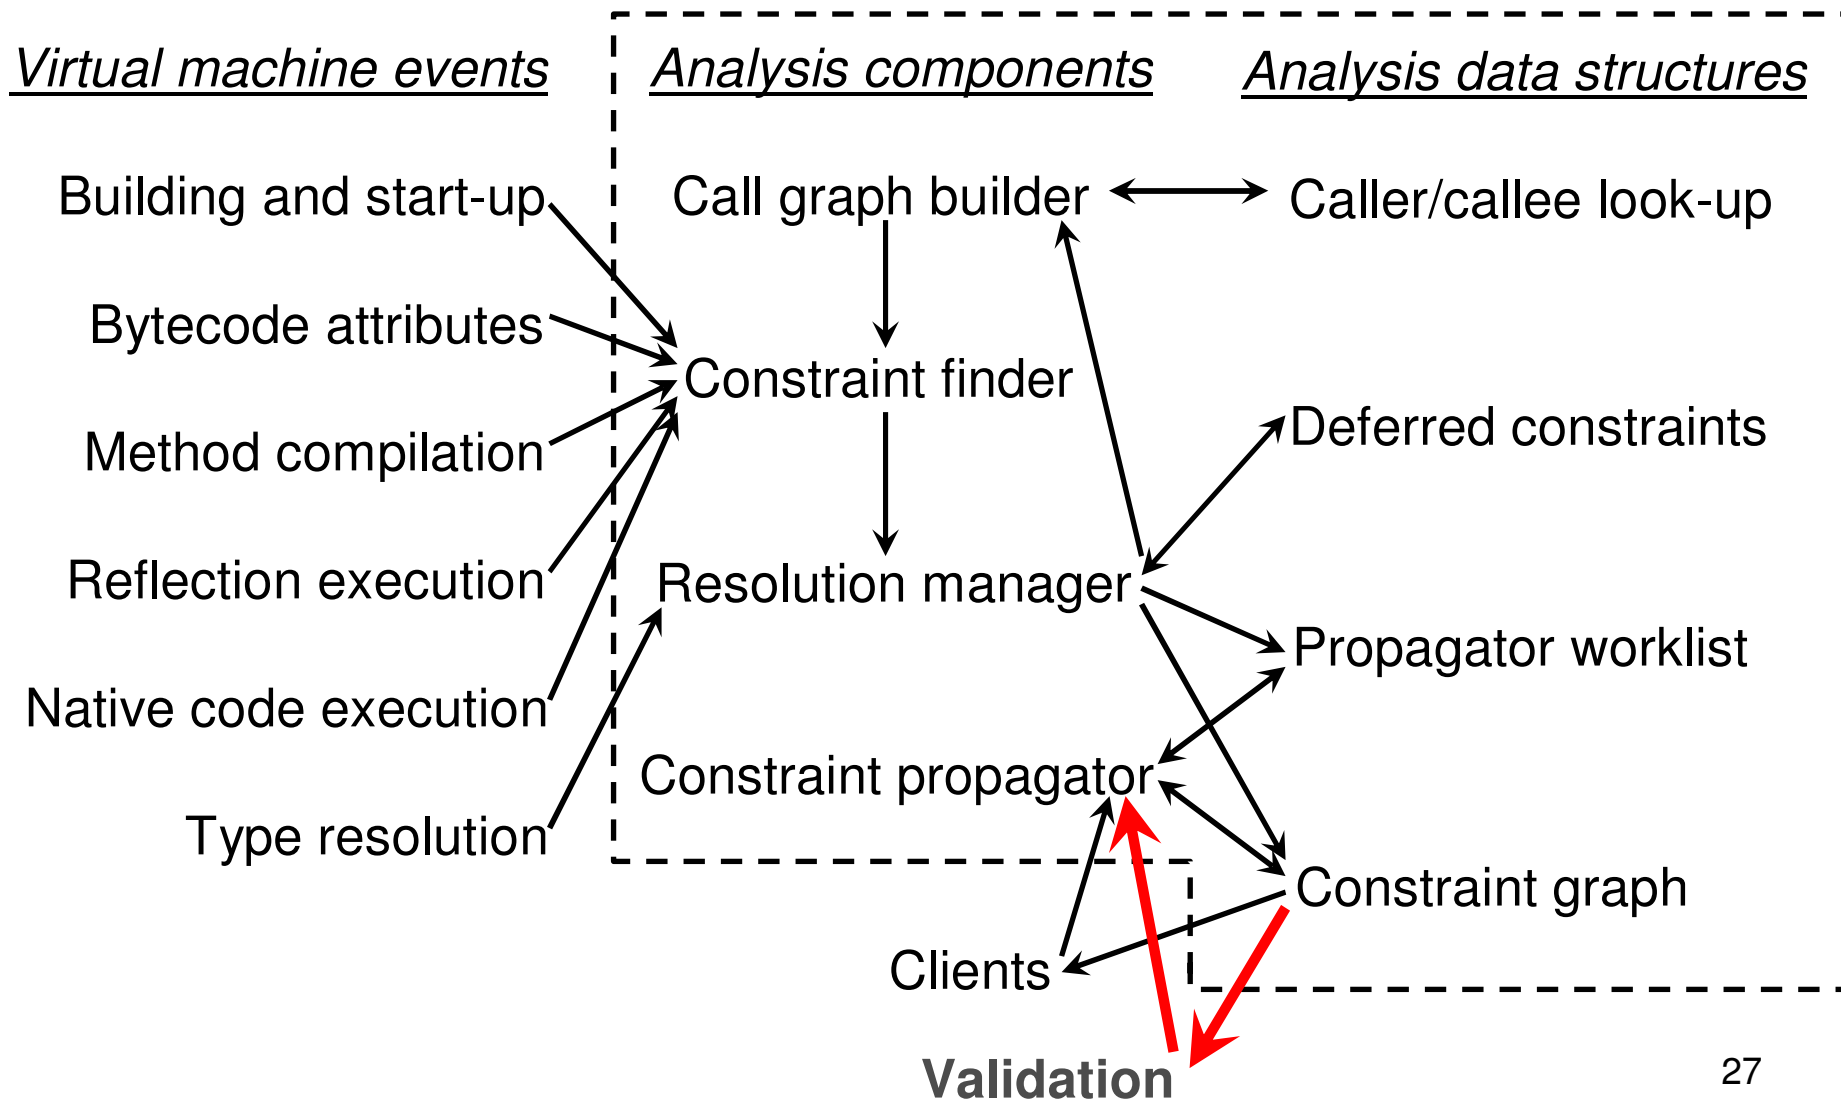 Virtual machine events
Analysis components
Analysis data structures
Building and start-up
Call graph builder
Caller/callee look-up
Bytecode attributes
Constraint finder
Method compilation
Deferred constraints
Reflection execution
Resolution manager
Propagator worklist
Native code execution
Constraint propagator
Type resolution
Constraint graph
Clients
Validation
27